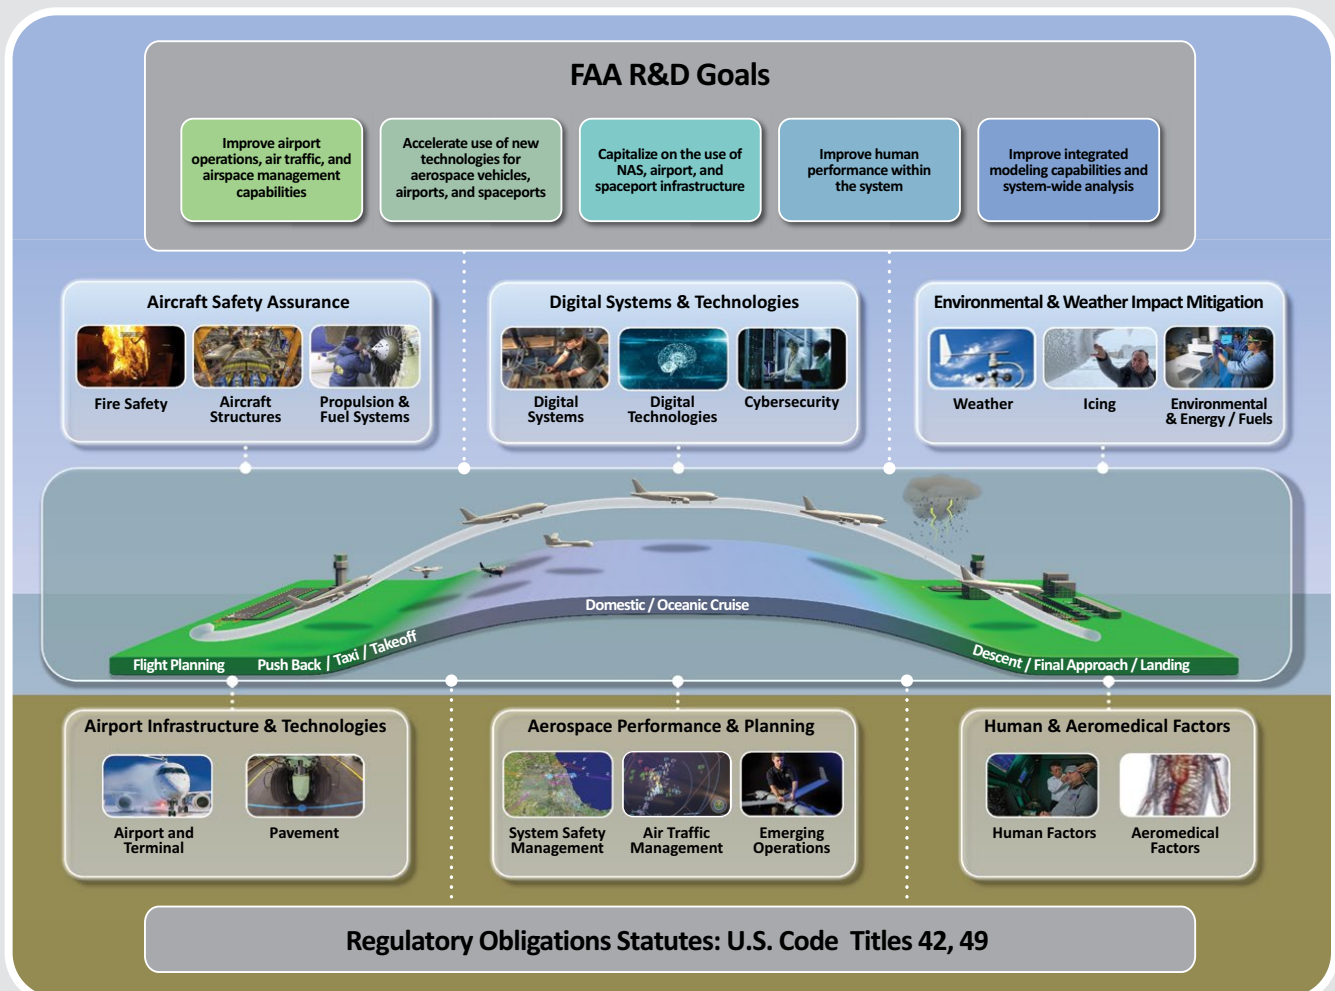 FAA R&D Goals
Improve airport
operations, air traffic, and
airspace management
capabilities
Accelerate use of new
technologies for
aerospace vehicles,
airports, and spaceports
Capitalize on the use of
NAS, airport, and
spaceport infrastructure
Improve human
performance within
the system
Improve integrated
modeling capabilities and
system-wide analysis
Aircraft Safety Assurance
Fire Safety
Aircraft
Structures
Propulsion &
Fuel Systems
Digital Systems & Technologies
Digital
Systems
Digital
Technologies
Cybersecurity
Environmental & Weather Impact Mitigation
Weather
Icing
Environmental
& Energy / Fuels
Domestic / Oceanic Cruise
Flight Planning
Push Back / Taxi / Takeoff
Descent / Final Approach / Landing
Airport Infrastructure & Technologies
Airport and
Terminal
Pavement
Aerospace Performance & Planning
System Safety
Management
Air Traffic
Management
Emerging
Operations
Human & Aeromedical Factors
Human Factors
Aeromedical
Factors
Regulatory Obligations Statutes: U.S. Code Titles 42, 49